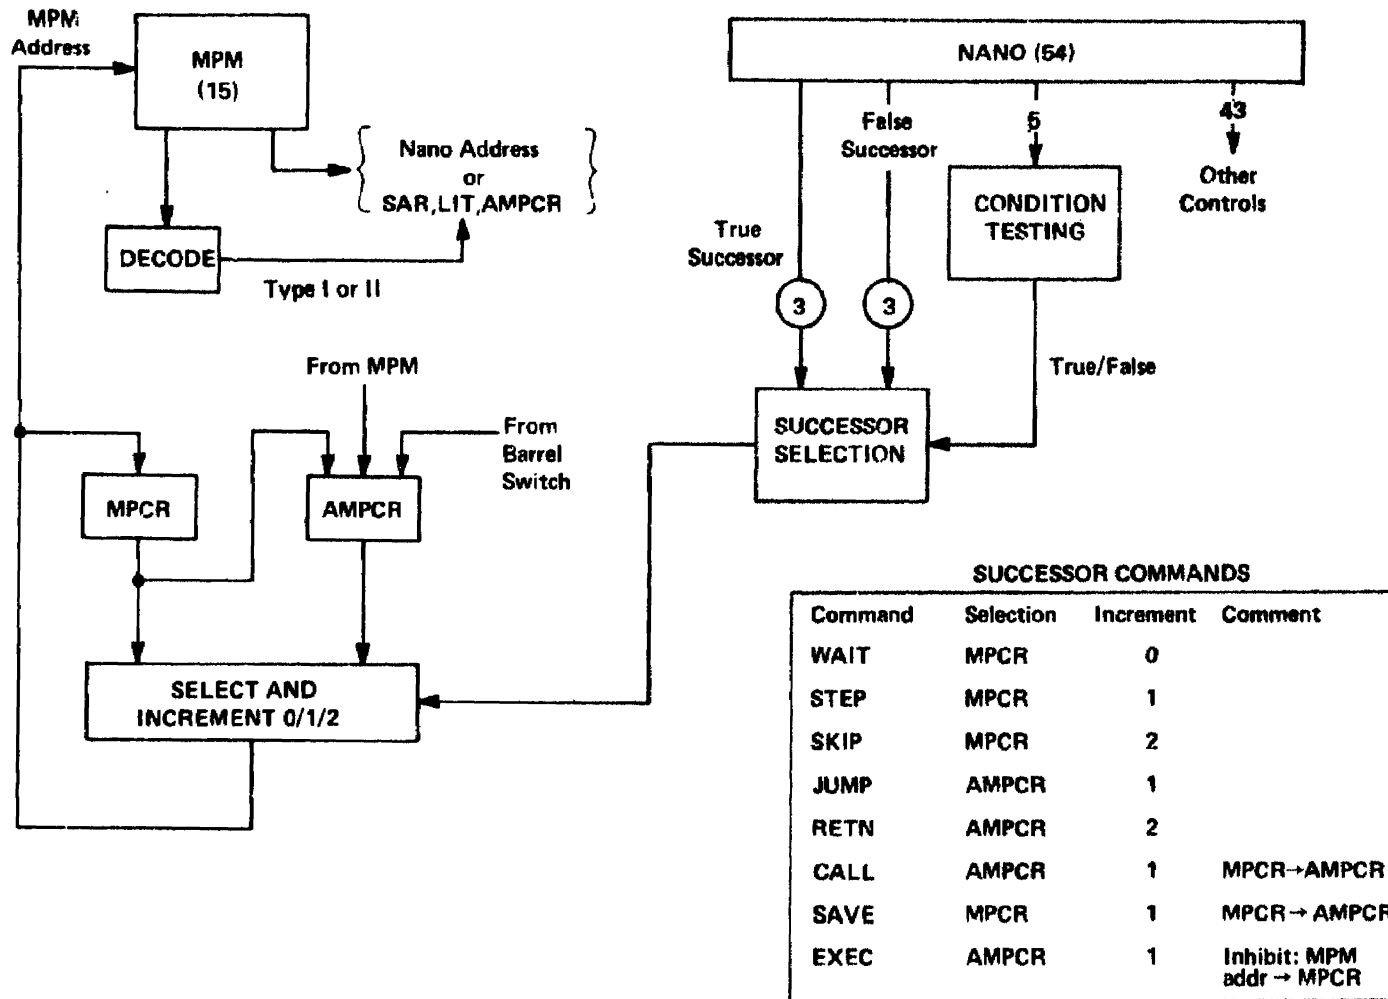 MPM
Address
MPM
(15)
Nano Address
or
SAR,LIT,AMPCR
DECODE
Type I or II
NANO (54)
True
Successor
False
Successor
5
43
Other
Controls
CONDITION
TESTING
3
3
True/False
SUCCESSOR
SELECTION
From MPM
From
Barrel
Switch
MPCR
AMPCR
SELECT AND
INCREMENT 0/1/2
SUCCESSOR COMMANDS
Command Selection Increment Comment
WAIT MPCR 0
STEP MPCR 1
SKIP MPCR 2
JUMP AMPCR 1
RETN AMPCR 2
CALL AMPCR 1 MPCR→AMPCR
SAVE MPCR 1 MPCR→ AMPCR
EXEC AMPCR 1 Inhibit: MPM
addr → MPCR